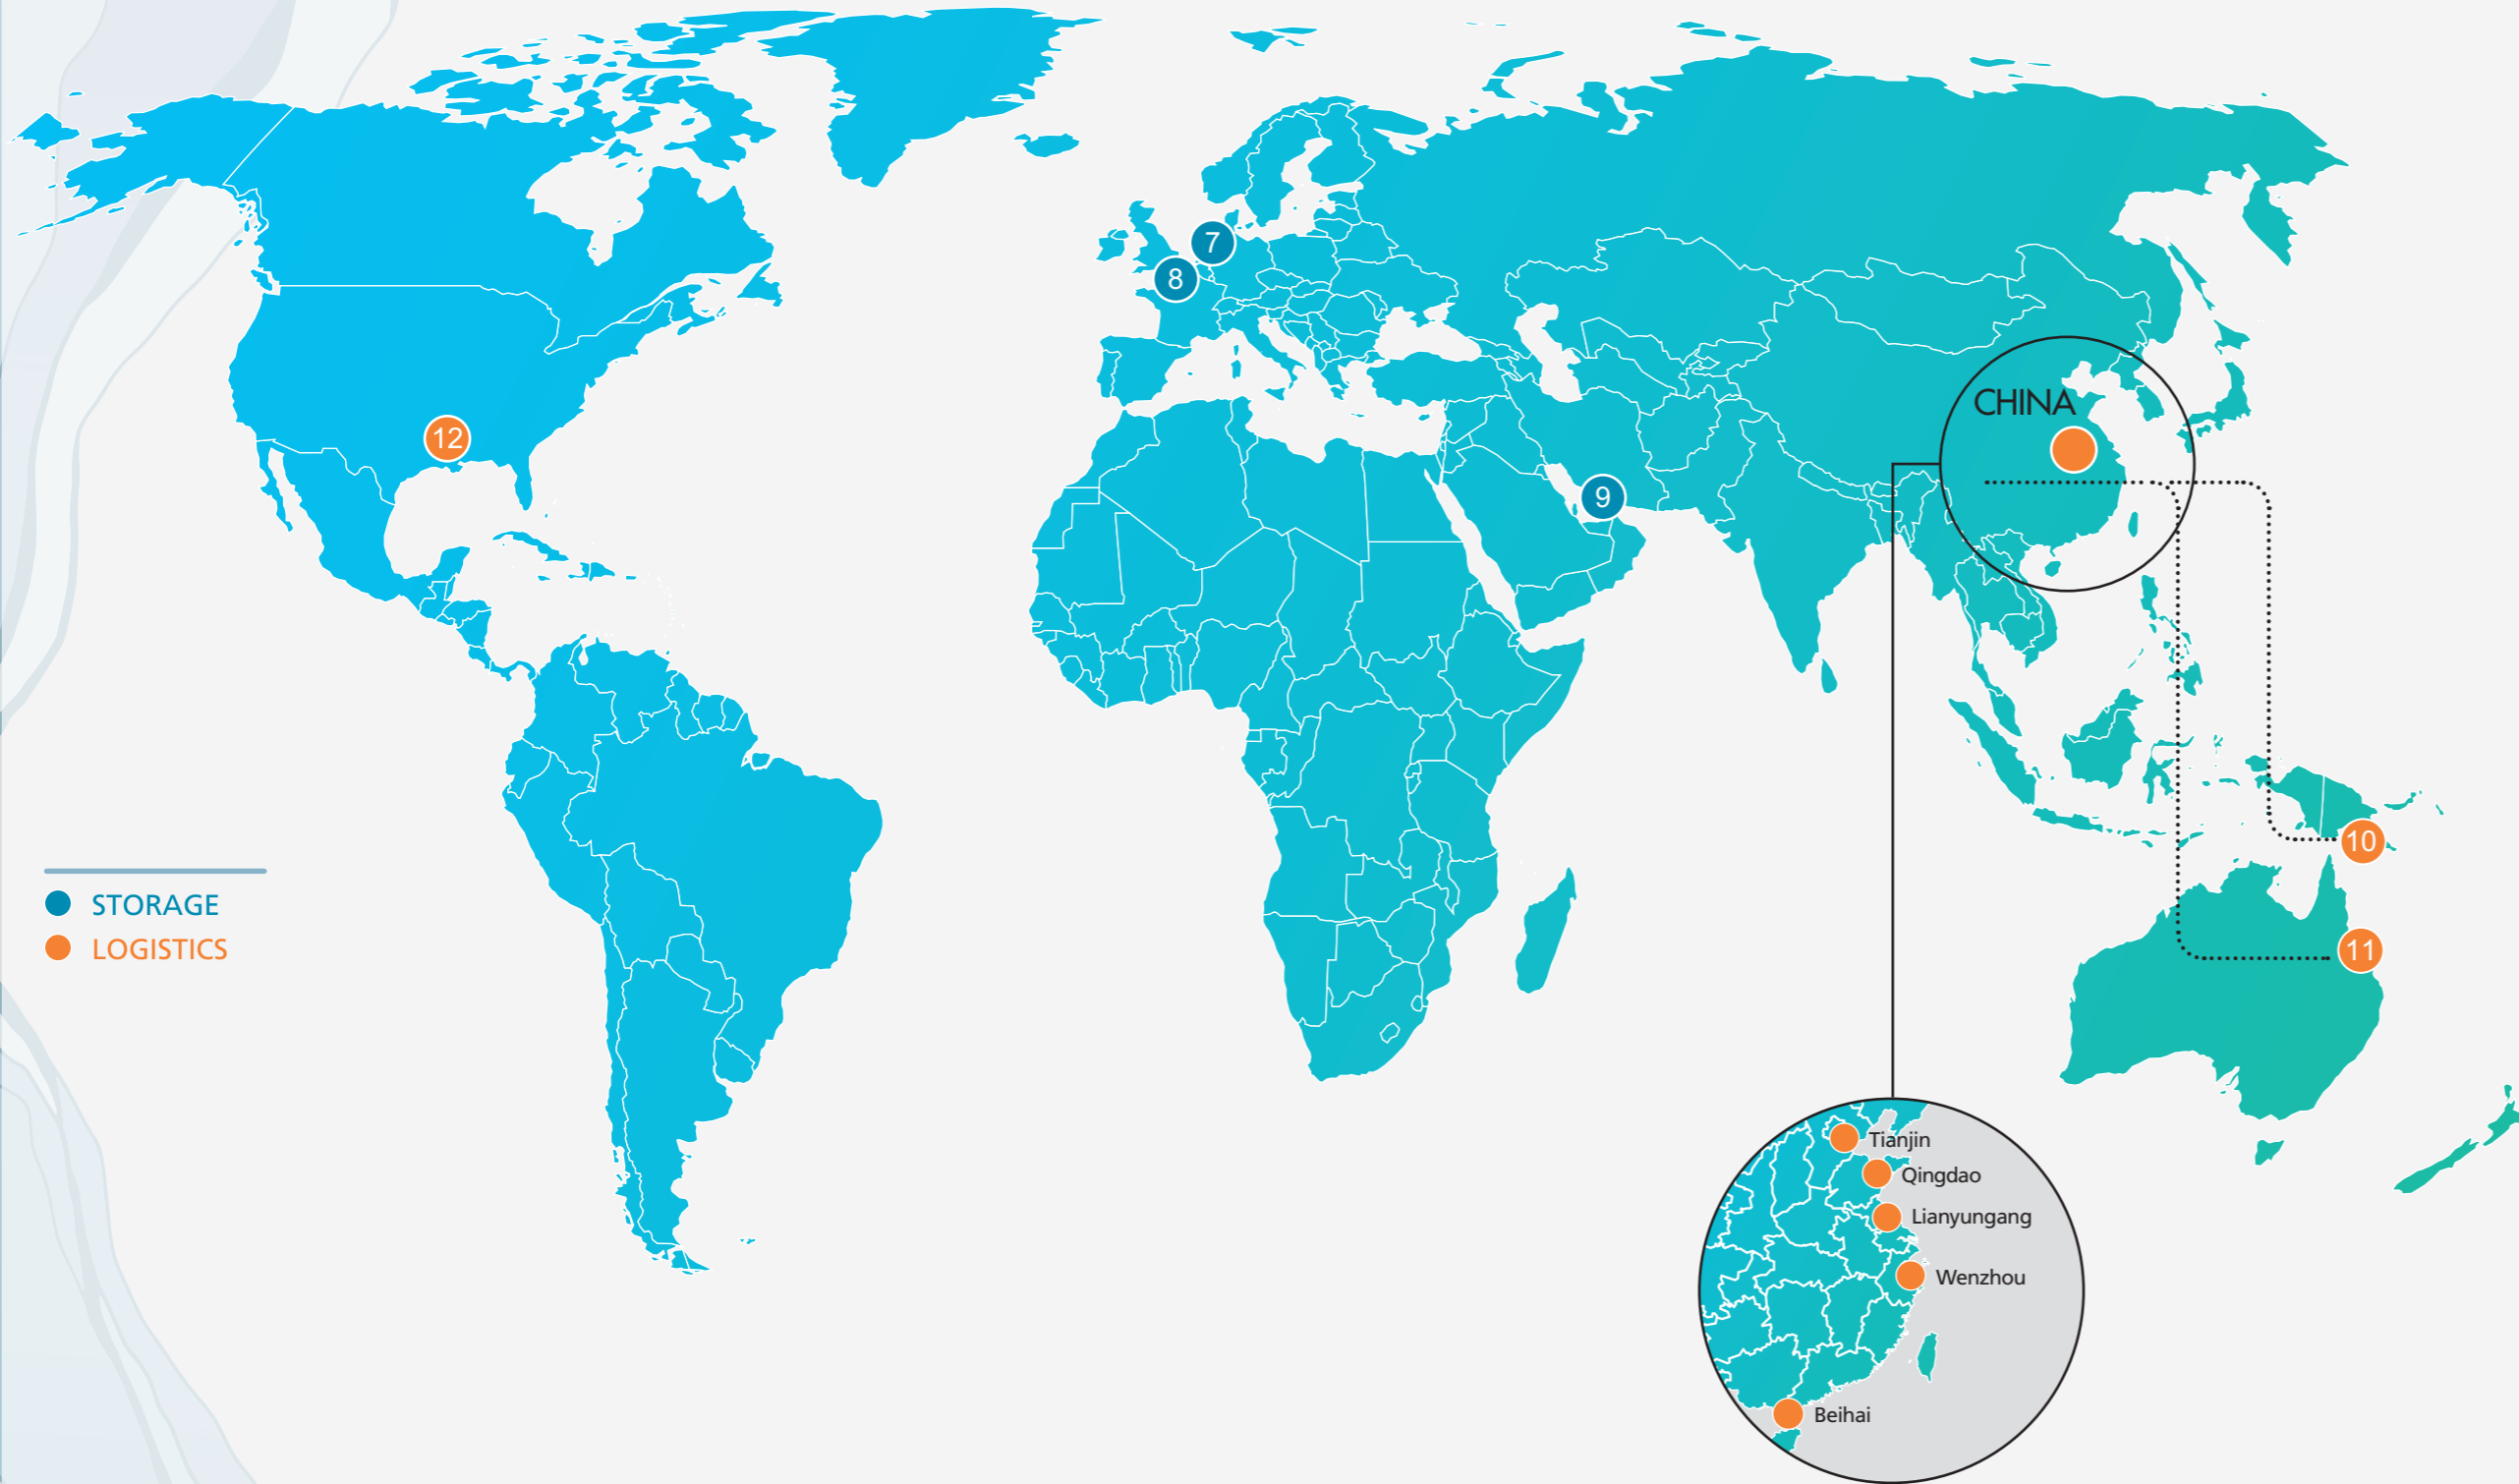 7
8
CHINA
12
9
10
STORAGE
LOGISTICS
11
Tianjin
Qingdao
Lianyungang
Wenzhou
Beihai